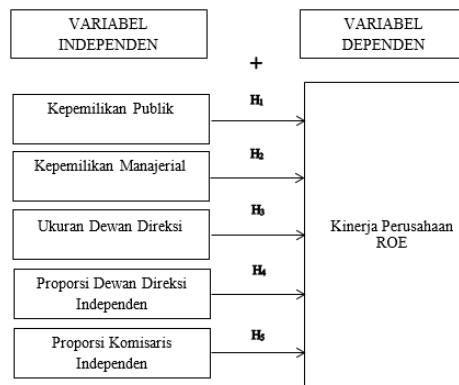 VARIABEL
INDEPENDEN
VARIABEL
DEPENDEN
+
Kepemilikan Publik
H₁
Kepemilikan Manajerial
H₂
Ukuran Dewan Direksi
H₃
Kinerja Perusahaan
ROE
Proporsi Dewan Direksi
Independen
H₄
Proporsi Komisaris
Independen
H₅